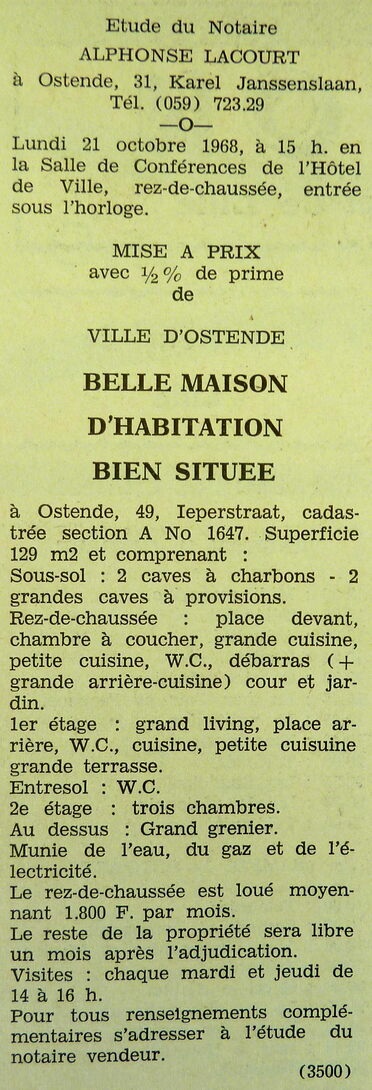 Etude du Notaire
ALPHONSE LACOURT
à Ostende, 31, Karel Janssenslaan,
Tél. (059) 723.29
—O—
Lundi 21 octobre 1968, à 15 h. en
la Salle de Conférences de l'Hôtel
de Ville, rez-de-chaussée, entrée
sous l'horloge.
MISE A PRIX
avec ½% de prime
de
VILLE D'OSTENDE
BELLE MAISON
D'HABITATION
BIEN SITUEE
à Ostende, 49, Ieperstraat, cadas-
trée section A No 1647. Superficie
129 m2 et comprenant :
Sous-sol : 2 caves à charbons - 2
grandes caves à provisions.
Rez-de-chaussée : place devant,
chambre à coucher, grande cuisine,
petite cuisine, W.C., débarras (+
grande arrière-cuisine) cour et jar-
din.
1er étage : grand living, place ar-
rière, W.C., cuisine, petite cuisuine
grande terrasse.
Entresol : W.C.
2e étage : trois chambres.
Au dessus : Grand grenier.
Munie de l'eau, du gaz et de l'é-
lectricité.
Le rez-de-chaussée est loué moyen-
nant 1.800 F. par mois.
Le reste de la propriété sera libre
un mois après l'adjudication.
Visites : chaque mardi et jeudi de
14 à 16 h.
Pour tous renseignements complé-
mentaires s'adresser à l'étude du
notaire vendeur.
(3500)